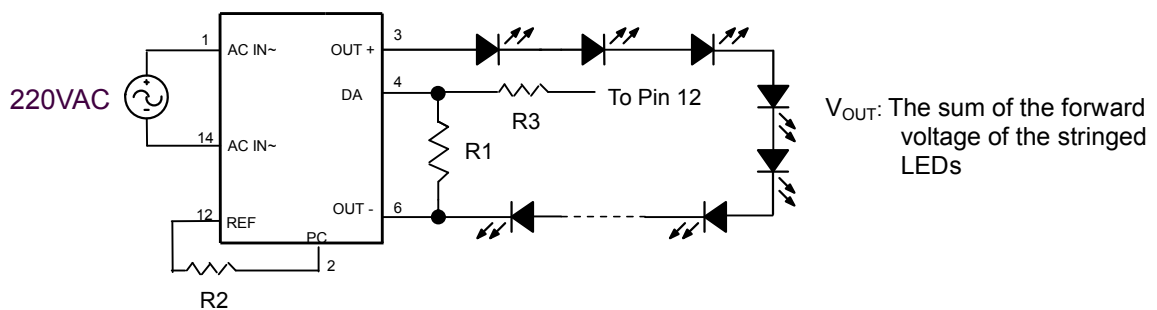 220VAC
1
14
12
AC IN~
AC IN~
REF
PC
2
R2
OUT +
DA
OUT -
3
4
6
R1
R3
To Pin 12
V_OUT: The sum of the forward
voltage of the stringed
LEDs